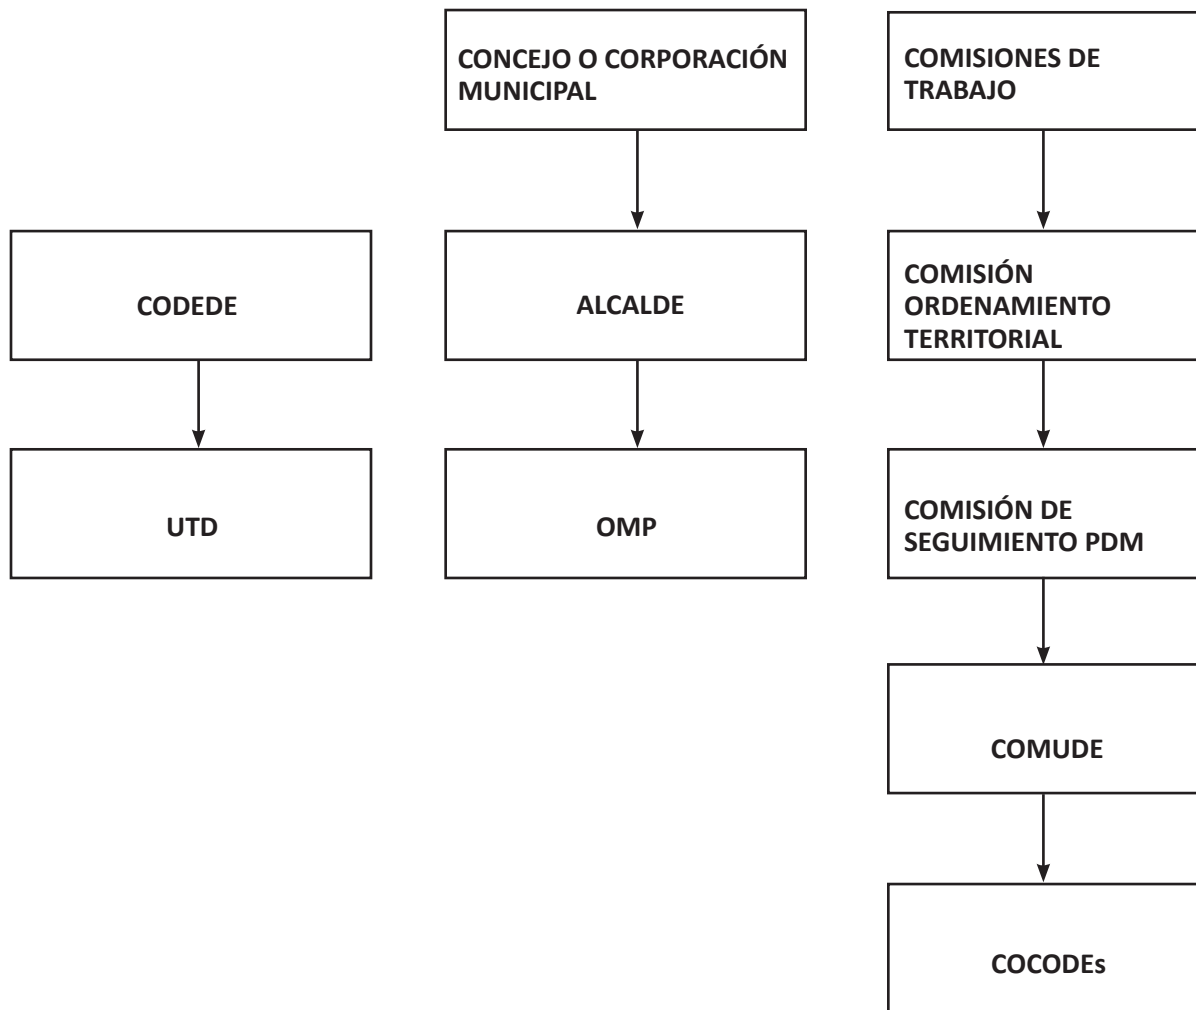 CONCEJO O CORPORACIÓN
MUNICIPAL
COMISIONES DE
TRABAJO
CODEDE
ALCALDE
COMISIÓN
ORDENAMIENTO
TERRITORIAL
UTD
OMP
COMISIÓN DE
SEGUIMIENTO PDM
COMUDE
COCODEs